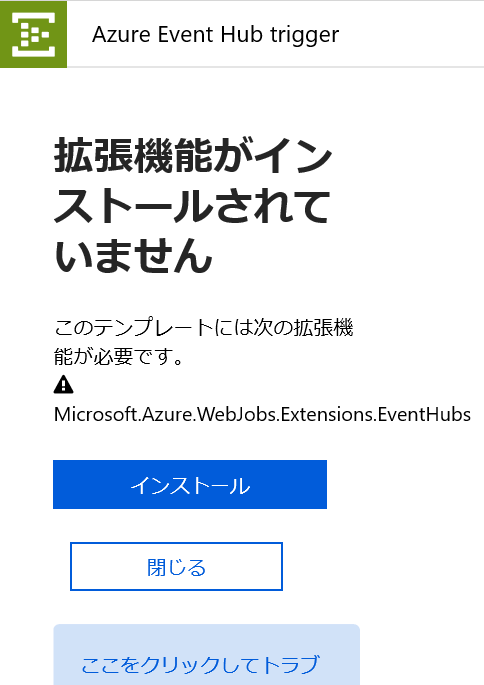 Azure Event Hub trigger
拡張機能がイン
ストールされて
いません
このテンプレートには次の拡張機
能が必要です。
Microsoft.Azure.WebJobs.Extensions.EventHubs
インストール
閉じる
ここをクリックしてトラブ